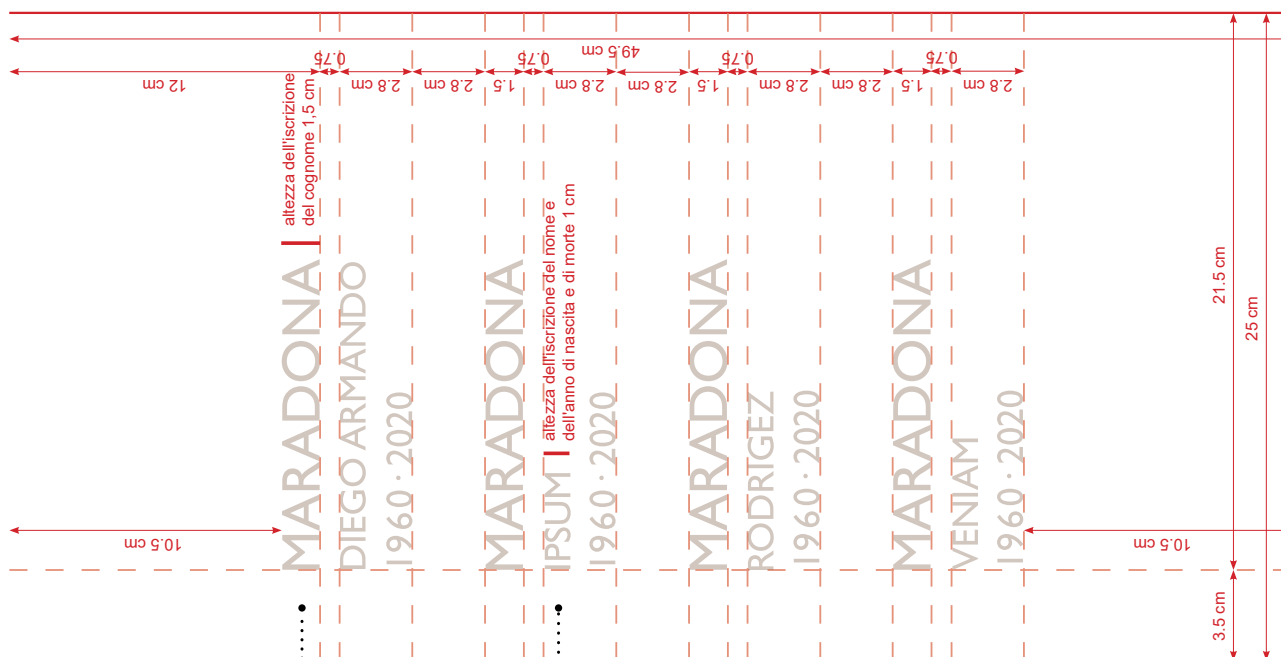 49.5 cm
12 cm
0.75
2.8 cm
2.8 cm
1.5
0.75
2.8 cm
2.8 cm
1.5
0.75
2.8 cm
2.8 cm
1.5
0.75
2.8 cm
altezza dell'iscrizione
del cognome 1,5 cm
MARADONA
DIEGO ARMANDO
1960 · 2020
altezza dell'iscrizione del nome e
dell'anno di nascita e di morte 1 cm
MARADONA
IPSUM
1960 · 2020
MARADONA
RODRIGEZ
1960 · 2020
MARADONA
VENIAM
1960 · 2020
10.5 cm
10.5 cm
21.5 cm
25 cm
3.5 cm